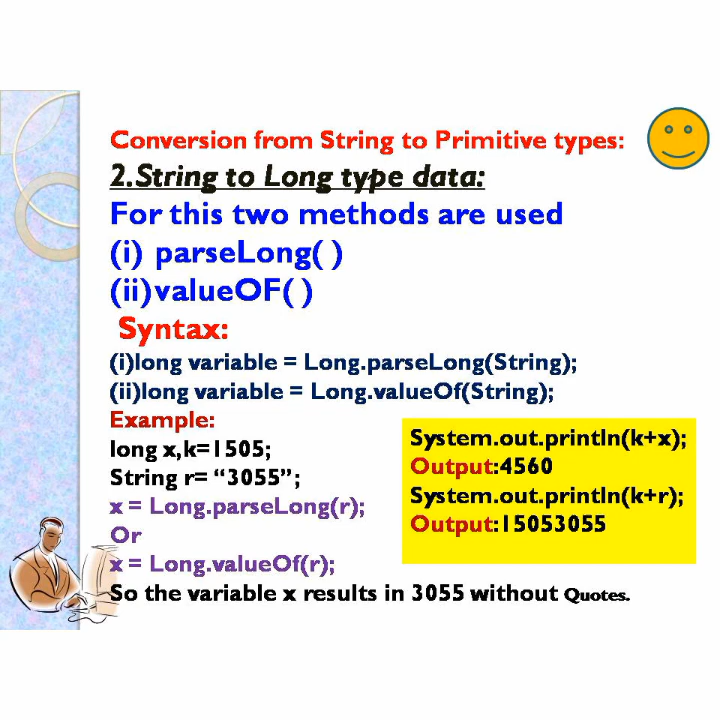 Conversion from String to Primitive types:
2.String to Long type data:
For this two methods are used
(i) parseLong( )
(ii)valueOF( )
Syntax:
(i)long variable = Long.parseLong(String);
(ii)long variable = Long.valueOf(String);
Example:
long x,k=1505;
String r= “3055”;
x = Long.parseLong(r);
Or
x = Long.valueOf(r);
So the variable x results in 3055 without Quotes.
System.out.println(k+x);
Output:4560
System.out.println(k+r);
Output:15053055